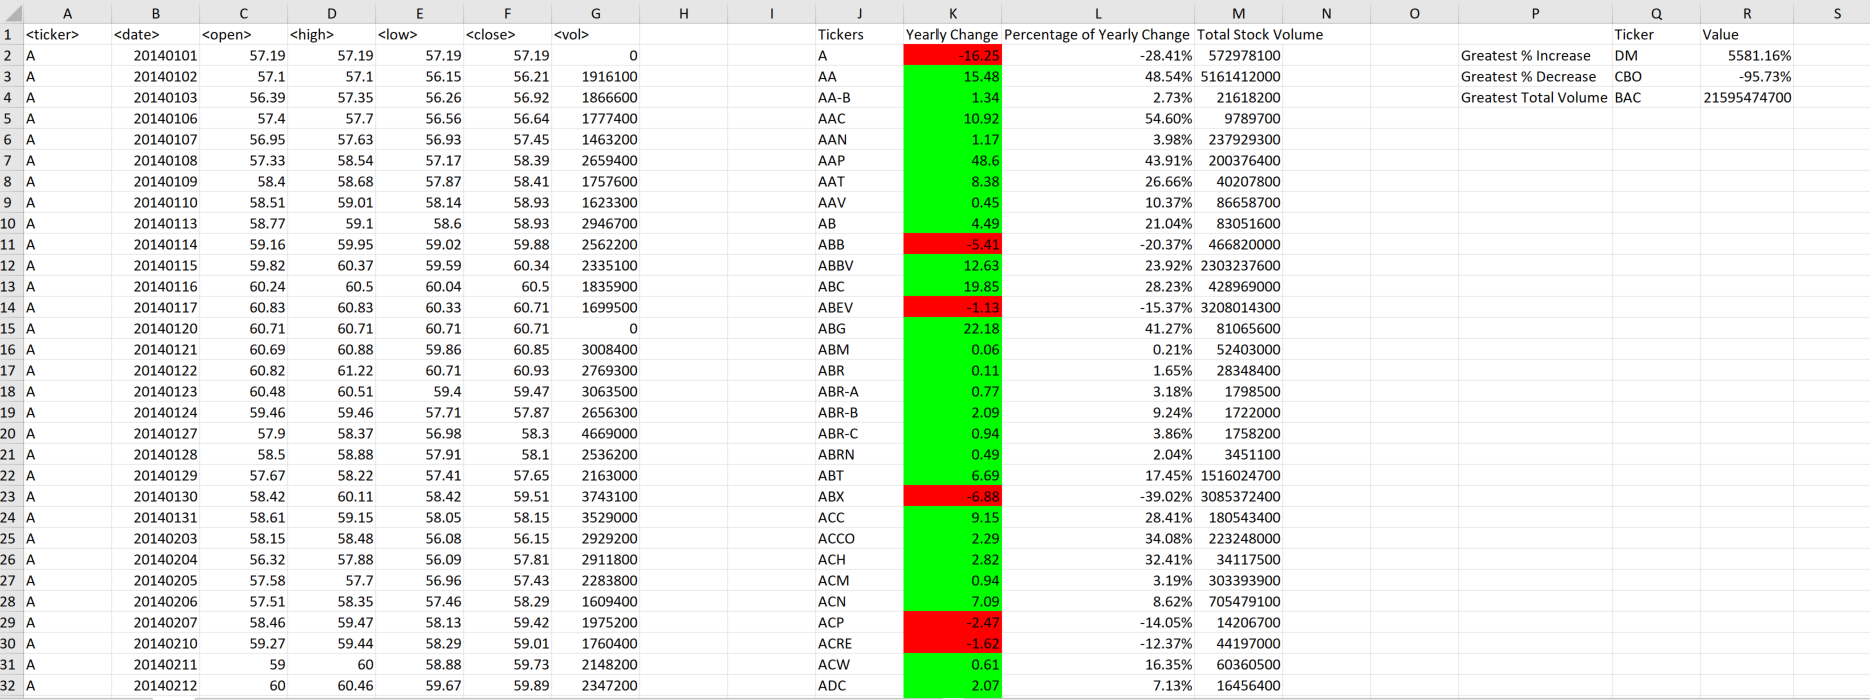 A B C D E F G H I J K L M N O P Q R S
1 <ticker> <date> <open> <high> <low> <close> <vol> Tickers Yearly Change Percentage of Yearly Change Total Stock Volume Ticker Value
2 A 20140101 57.19 57.19 57.19 57.19 0 A -16.25 -28.41% 572978100 Greatest % Increase DM 5581.16%
3 A 20140102 57.1 57.1 56.15 56.21 1916100 AA 15.48 48.54% 5161412000 Greatest % Decrease CBO -95.73%
4 A 20140103 56.39 57.35 56.26 56.92 1866600 AA-B 1.34 2.73% 21618200 Greatest Total Volume BAC 21595474700
5 A 20140106 57.4 57.7 56.56 56.64 1777400 AAC 10.92 54.60% 9789700
6 A 20140107 56.95 57.63 56.93 57.45 1463200 AAN 1.17 3.98% 237929300
7 A 20140108 57.33 58.54 57.17 58.39 2659400 AAP 48.6 43.91% 200376400
8 A 20140109 58.4 58.68 57.87 58.41 1757600 AAT 8.38 26.66% 40207800
9 A 20140110 58.51 59.01 58.14 58.93 1623300 AAV 0.45 10.37% 86658700
10 A 20140113 58.77 59.1 58.6 58.93 2946700 AB 4.49 21.04% 83051600
11 A 20140114 59.16 59.95 59.02 59.88 2562200 ABB -5.41 -20.37% 466820000
12 A 20140115 59.82 60.37 59.59 60.34 2335100 ABBV 12.63 23.92% 2303237600
13 A 20140116 60.24 60.5 60.04 60.5 1835900 ABC 19.85 28.23% 428969000
14 A 20140117 60.83 60.83 60.33 60.71 1699500 ABEV -1.13 -15.37% 3208014300
15 A 20140120 60.71 60.71 60.71 60.71 0 ABG 22.18 41.27% 81065600
16 A 20140121 60.69 60.88 59.86 60.85 3008400 ABM 0.06 0.21% 52403000
17 A 20140122 60.82 61.22 60.71 60.93 2769300 ABR 0.11 1.65% 28348400
18 A 20140123 60.48 60.51 59.4 59.47 3063500 ABR-A 0.77 3.18% 1798500
19 A 20140124 59.46 59.46 57.71 57.87 2656300 ABR-B 2.09 9.24% 1722000
20 A 20140127 57.9 58.37 56.98 58.3 4669000 ABR-C 0.94 3.86% 1758200
21 A 20140128 58.5 58.88 57.91 58.1 2536200 ABRN 0.49 2.04% 3451100
22 A 20140129 57.67 58.22 57.41 57.65 2163000 ABT 6.69 17.45% 1516024700
23 A 20140130 58.42 60.11 58.42 59.51 3743100 ABX -6.88 -39.02% 3085372400
24 A 20140131 58.61 59.15 58.05 58.15 3529000 ACC 9.15 28.41% 180543400
25 A 20140203 58.15 58.48 56.08 56.15 2929200 ACCO 2.29 34.08% 223248000
26 A 20140204 56.32 57.88 56.09 57.81 2911800 ACH 2.82 32.41% 34117500
27 A 20140205 57.58 57.7 56.96 57.43 2283800 ACM 0.94 3.19% 303393900
28 A 20140206 57.51 58.35 57.46 58.29 1609400 ACN 7.09 8.62% 705479100
29 A 20140207 58.46 59.47 58.13 59.42 1975200 ACP -2.47 -14.05% 14206700
30 A 20140210 59.27 59.44 58.29 59.01 1760400 ACRE -1.62 -12.37% 44197000
31 A 20140211 59 60 58.88 59.73 2148200 ACW 0.61 16.35% 60360500
32 A 20140212 60 60.46 59.67 59.89 2347200 ADC 2.07 7.13% 16456400